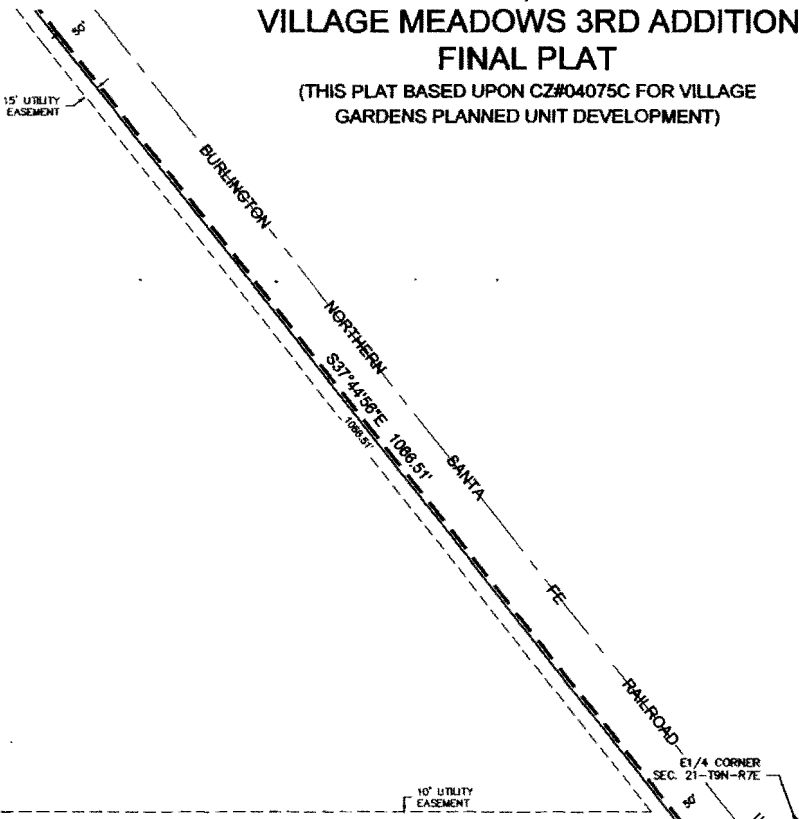 VILLAGE MEADOWS 3RD ADDITION
FINAL PLAT
(THIS PLAT BASED UPON CZ#04075C FOR VILLAGE
GARDENS PLANNED UNIT DEVELOPMENT)
50'
15' UTILITY
EASEMENT
BURLINGTON
NORTHERN
S37°44'56"E 1066.51'
1066.51'
SANTA
FE
RAILROAD
E1/4 CORNER
SEC. 21-T9N-R7E
10' UTILITY
EASEMENT
50'